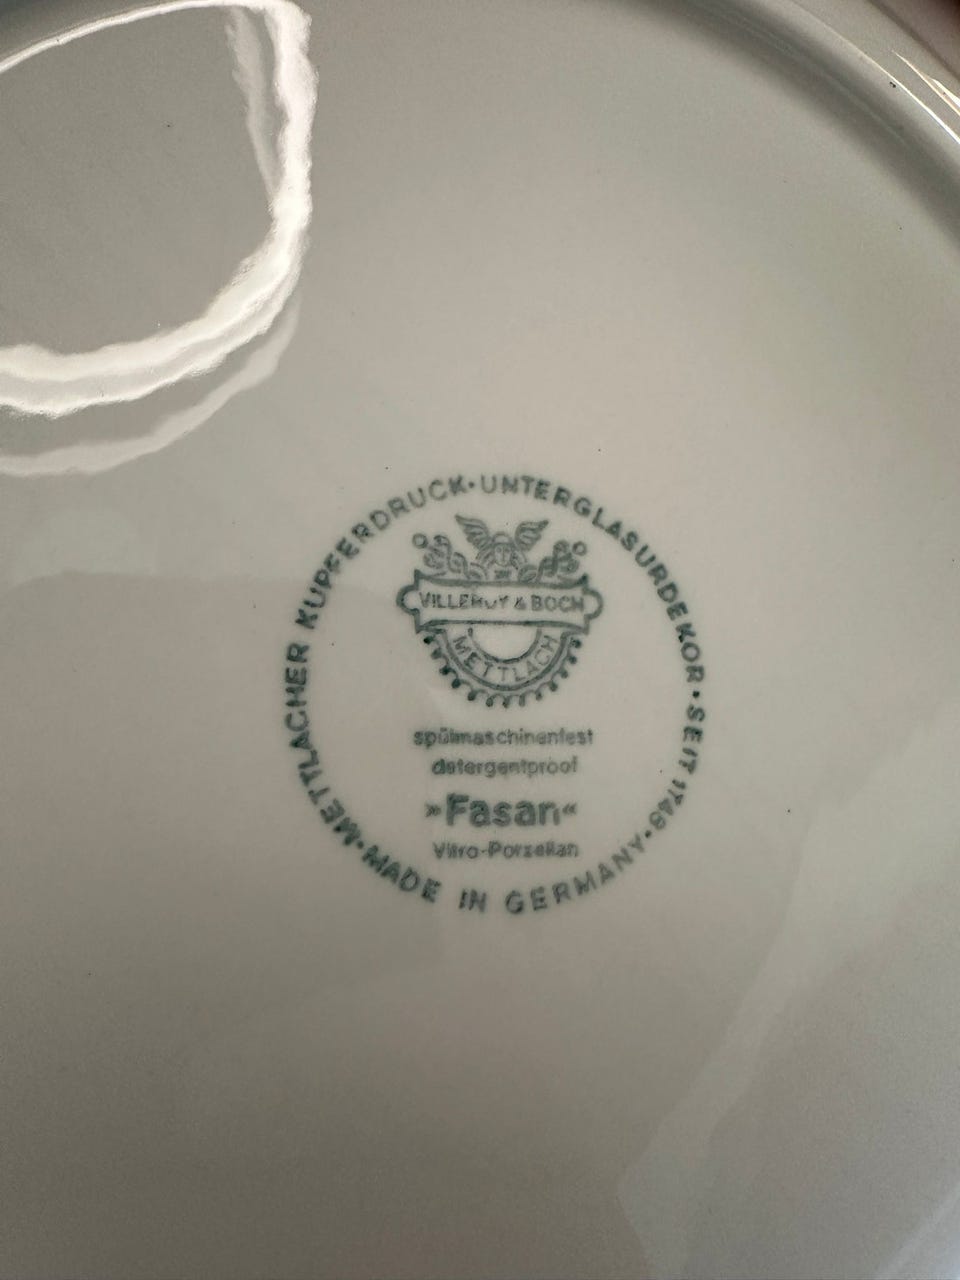 METTLACHER KUPFERDRUCK·UNTERGLASURDEKOR·SEIT 1748·
VILLEROY & BOCH
METTLACH
spülmaschinenfest
detergentproof
»Fasan«
Vitro-Porzellan
·MADE IN GERMANY·